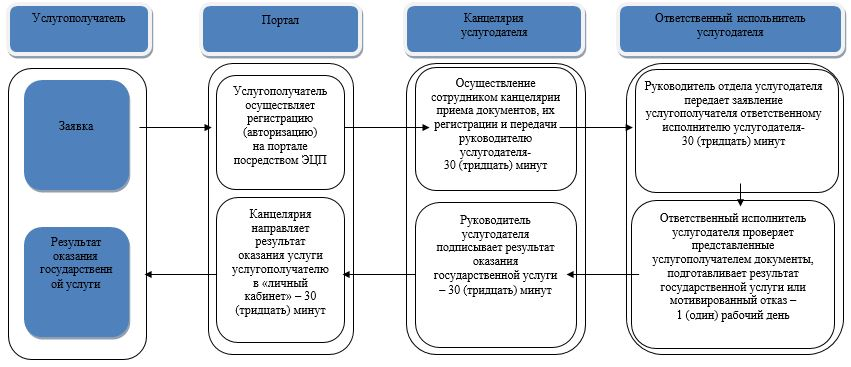 Услугополучатель
Портал
Канцелярия
услугодателя
Ответственный испольнитель
услугодателя
Заявка
Услугополучатель
осуществляет
регистрацию
(авторизацию)
на портале
посредством ЭЦП
Осуществление
сотрудником канцелярии
приема документов, их
регистрации и передачи
руководителю
услугодателя-
30 (тридцать) минут
Руководитель отдела услугодателя
передает заявление
услугополучателя ответственному
исполнителю услугодателя-
30 (тридцать) минут
Результат
оказания
государственн
ой услуги
Канцелярия
направляет
результат
оказания услуги
услугополучателю
в «личный
кабинет» – 30
(тридцать) минут
Руководитель
услугодателя
подписывает результат
оказания
государственной услуги
– 30 (тридцать) минут
Ответственный исполнитель
услугодателя проверяет
представленные
услугополучателем документы,
подготавливает результат
государственной услуги или
мотивированный отказ –
1 (один) рабочий день